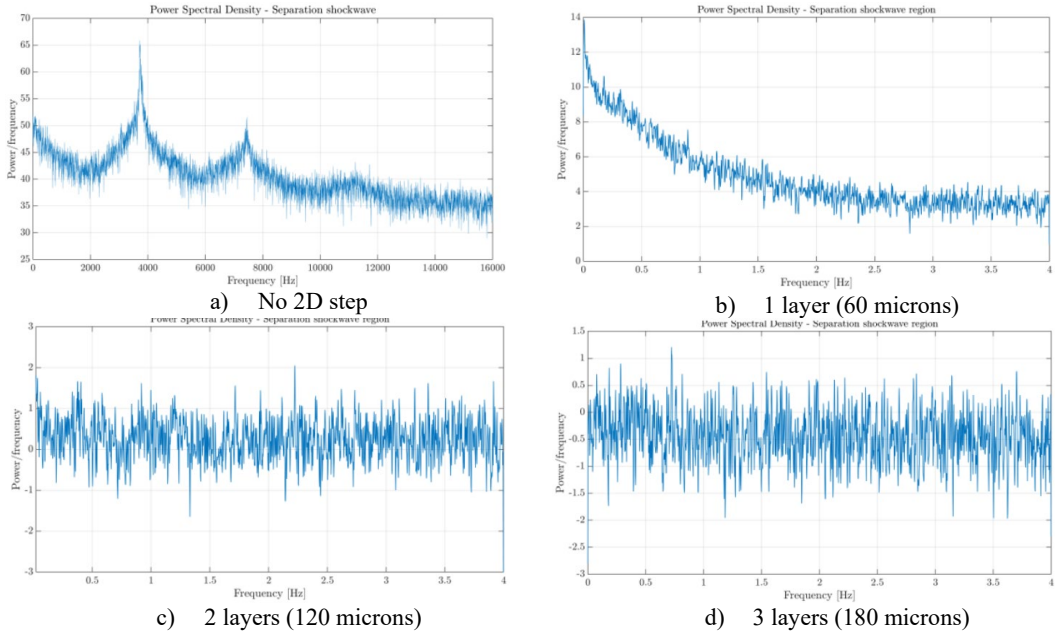 Power Spectral Density - Separation shockwave
70
65
60
55
50
45
40
35
30
25
Power/frequency
0 2000 4000 6000 8000 10000 12000 14000 16000
Frequency [Hz]
a) No 2D step
Power Spectral Density - Separation shockwave region
14
12
10
8
6
4
2
0
Power/frequency
0 0.5 1 1.5 2 2.5 3 3.5 4
Frequency [Hz]
b) 1 layer (60 microns)
Power Spectral Density - Separation shockwave region
3
2
1
0
-1
-2
-3
Power/frequency
0.5 1 1.5 2 2.5 3 3.5 4
Frequency [Hz]
c) 2 layers (120 microns)
Power Spectral Density - Separation shockwave region
1.5
1
0.5
0
-0.5
-1
-1.5
-2
-2.5
-3
Power/frequency
0 0.5 1 1.5 2 2.5 3 3.5 4
Frequency [Hz]
d) 3 layers (180 microns)